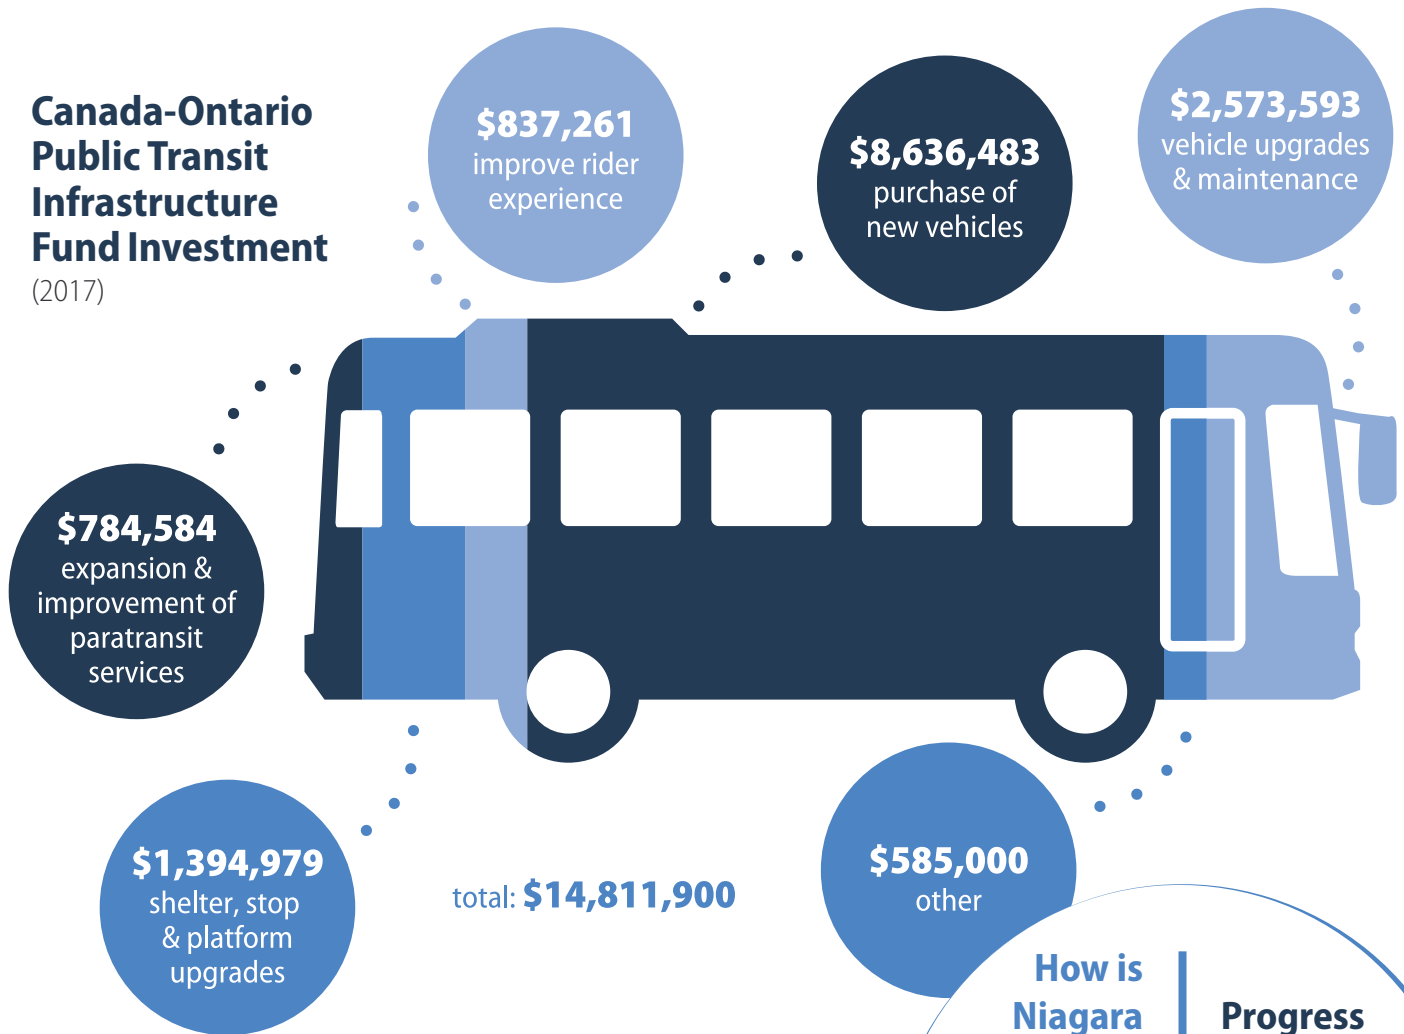 Canada-Ontario
Public Transit
Infrastructure
Fund Investment
(2017)
$837,261
improve rider
experience
$8,636,483
purchase of
new vehicles
$2,573,593
vehicle upgrades
& maintenance
$784,584
expansion &
improvement of
paratransit
services
$1,394,979
shelter, stop
& platform
upgrades
total: $14,811,900
$585,000
other
How is
Niagara
Progress